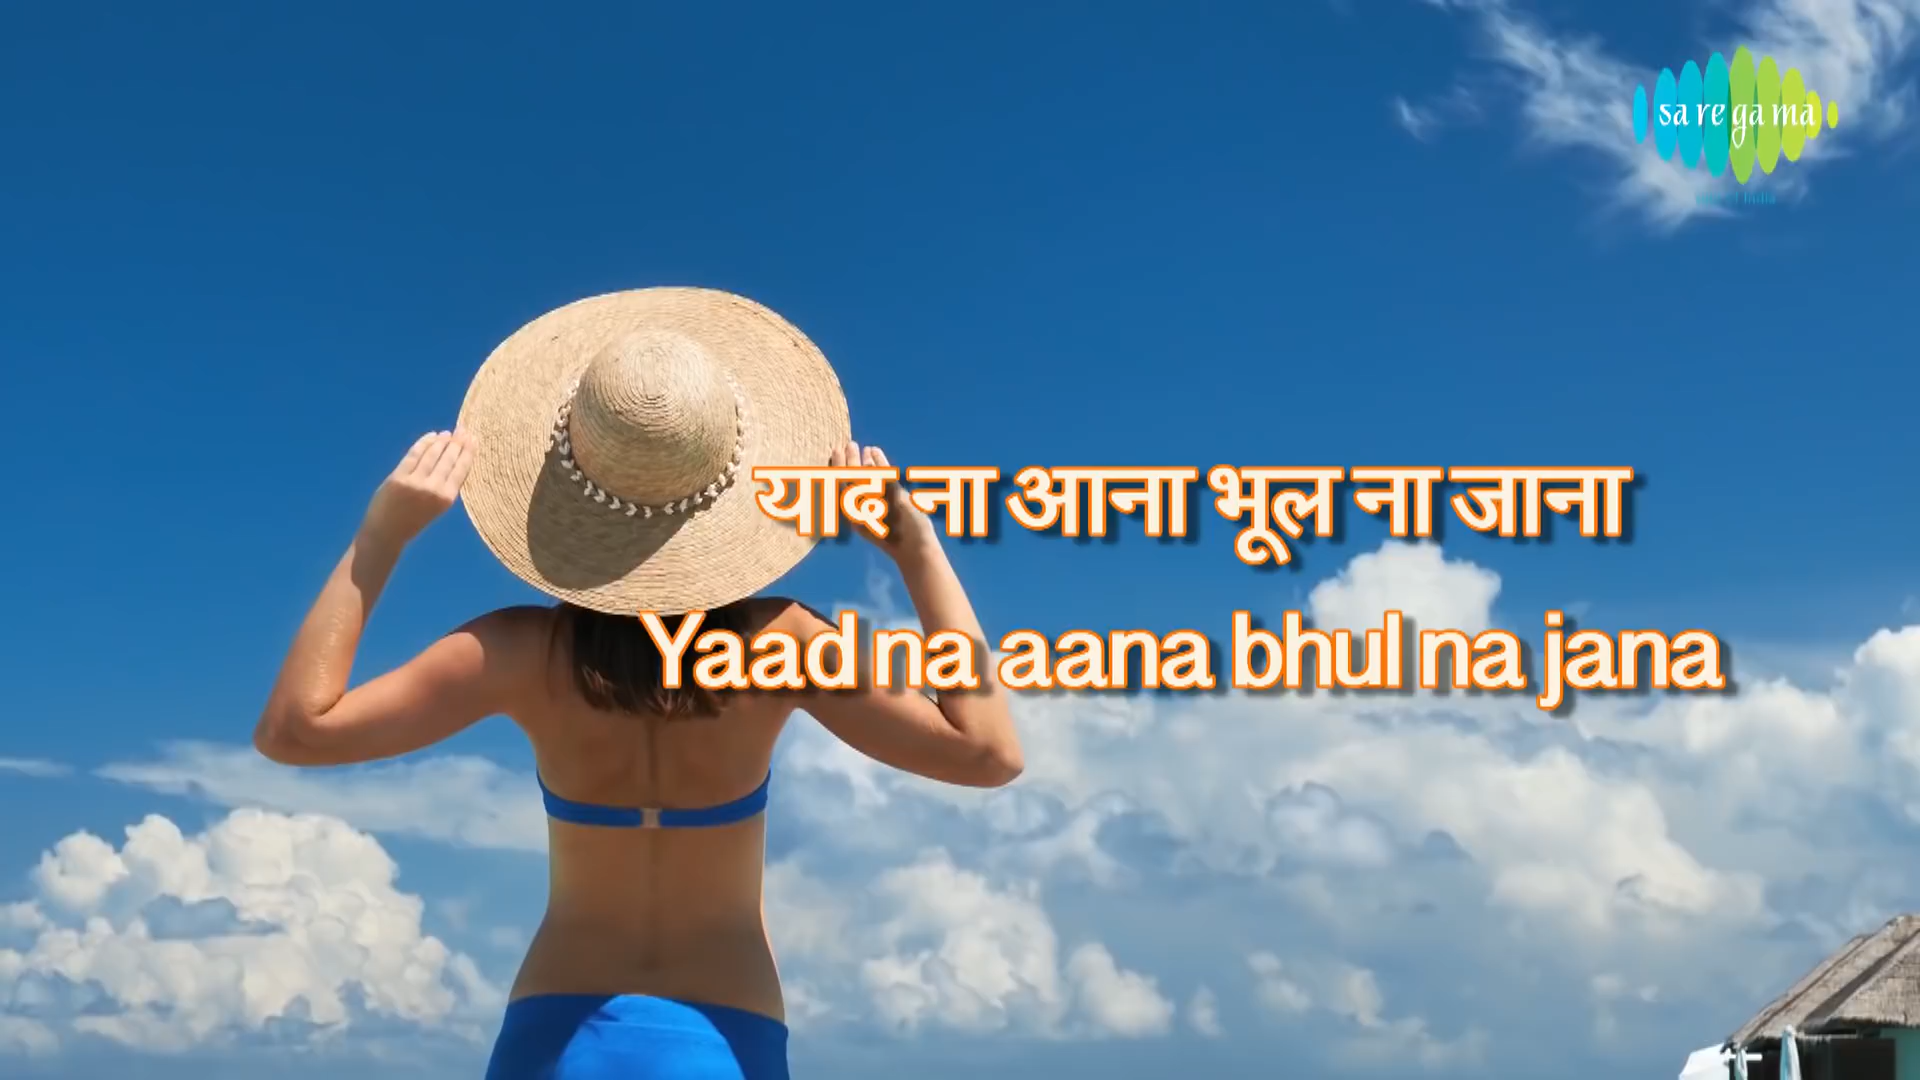 sa re ga ma
याद ना आना भूल ना जाना
Yaad na aana bhul na jana